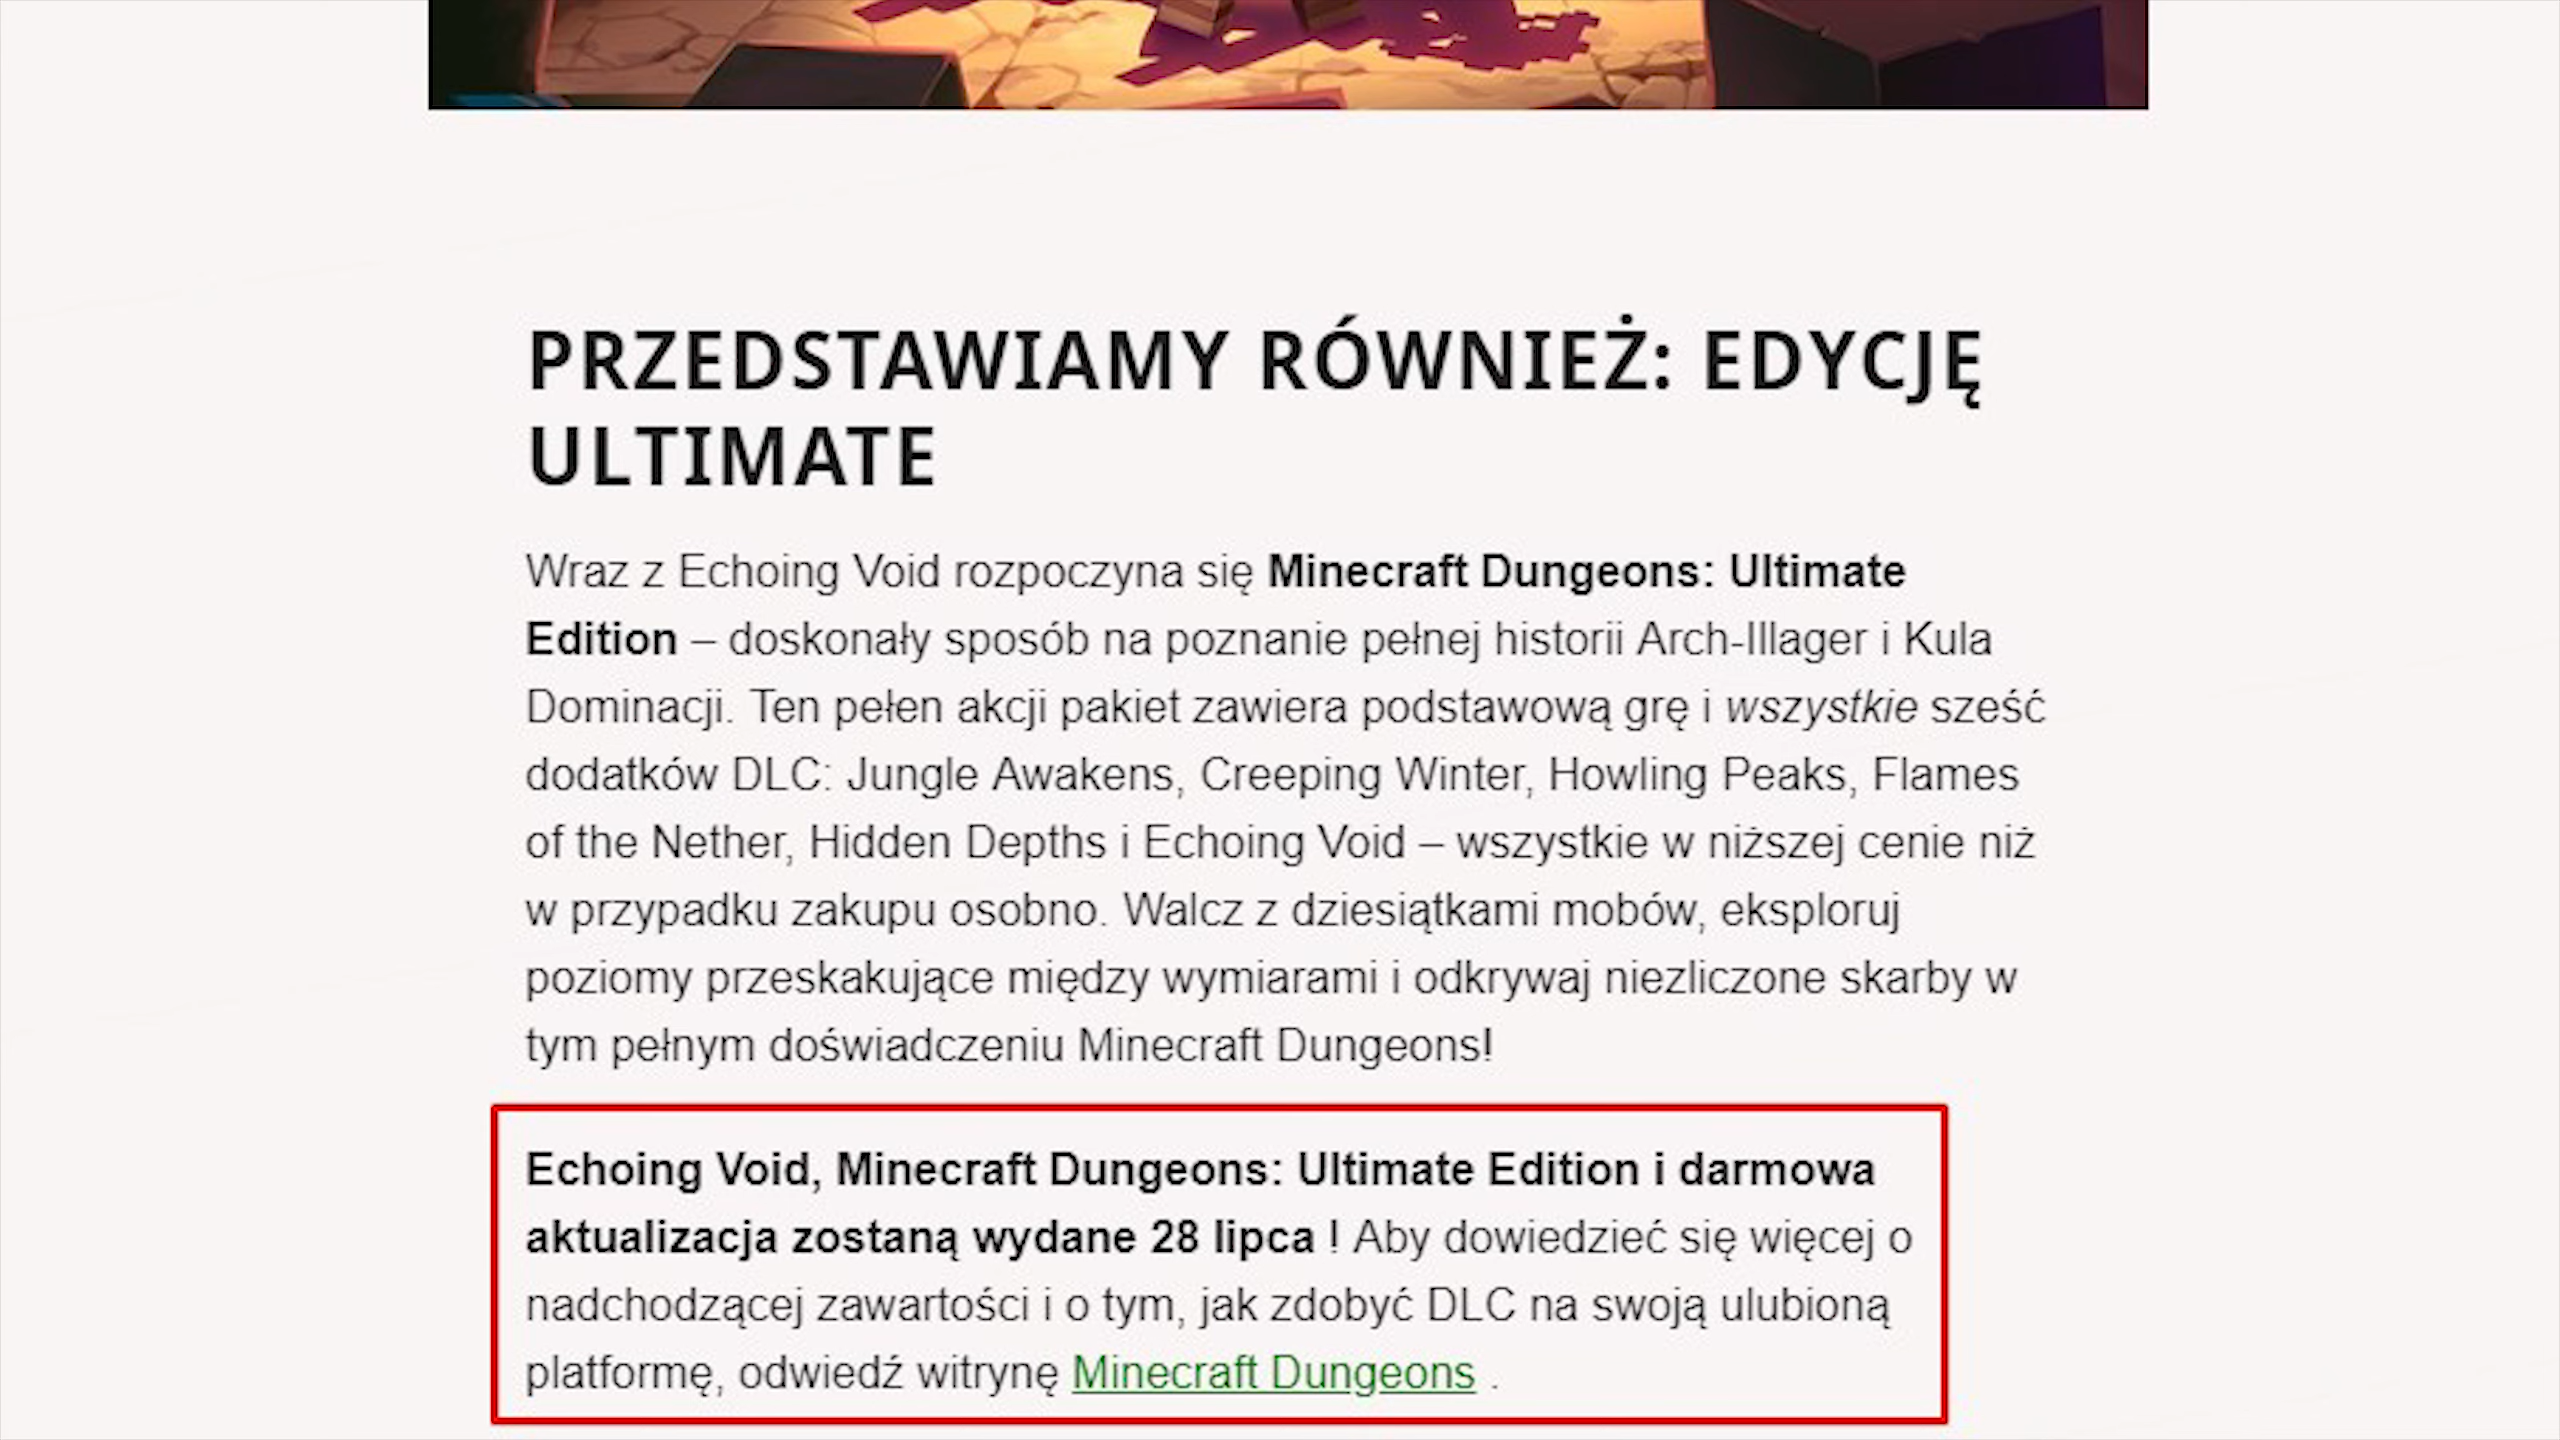 PRZEDSTAWIAMY RÓWNIEŻ: EDYCJĘ
ULTIMATE
Wraz z Echoing Void rozpoczyna się Minecraft Dungeons: Ultimate
Edition – doskonały sposób na poznanie pełnej historii Arch-Illager i Kula
Dominacji. Ten pełen akcji pakiet zawiera podstawową grę i wszystkie sześć
dodatków DLC: Jungle Awakens, Creeping Winter, Howling Peaks, Flames
of the Nether, Hidden Depths i Echoing Void – wszystkie w niższej cenie niż
w przypadku zakupu osobno. Walcz z dziesiątkami mobów, eksploruj
poziomy przeskakujące między wymiarami i odkrywaj niezliczone skarby w
tym pełnym doświadczeniu Minecraft Dungeons!
Echoing Void, Minecraft Dungeons: Ultimate Edition i darmowa
aktualizacja zostaną wydane 28 lipca ! Aby dowiedzieć się więcej o
nadchodzącej zawartości i o tym, jak zdobyć DLC na swoją ulubioną
platformę, odwiedź witrynę Minecraft Dungeons .